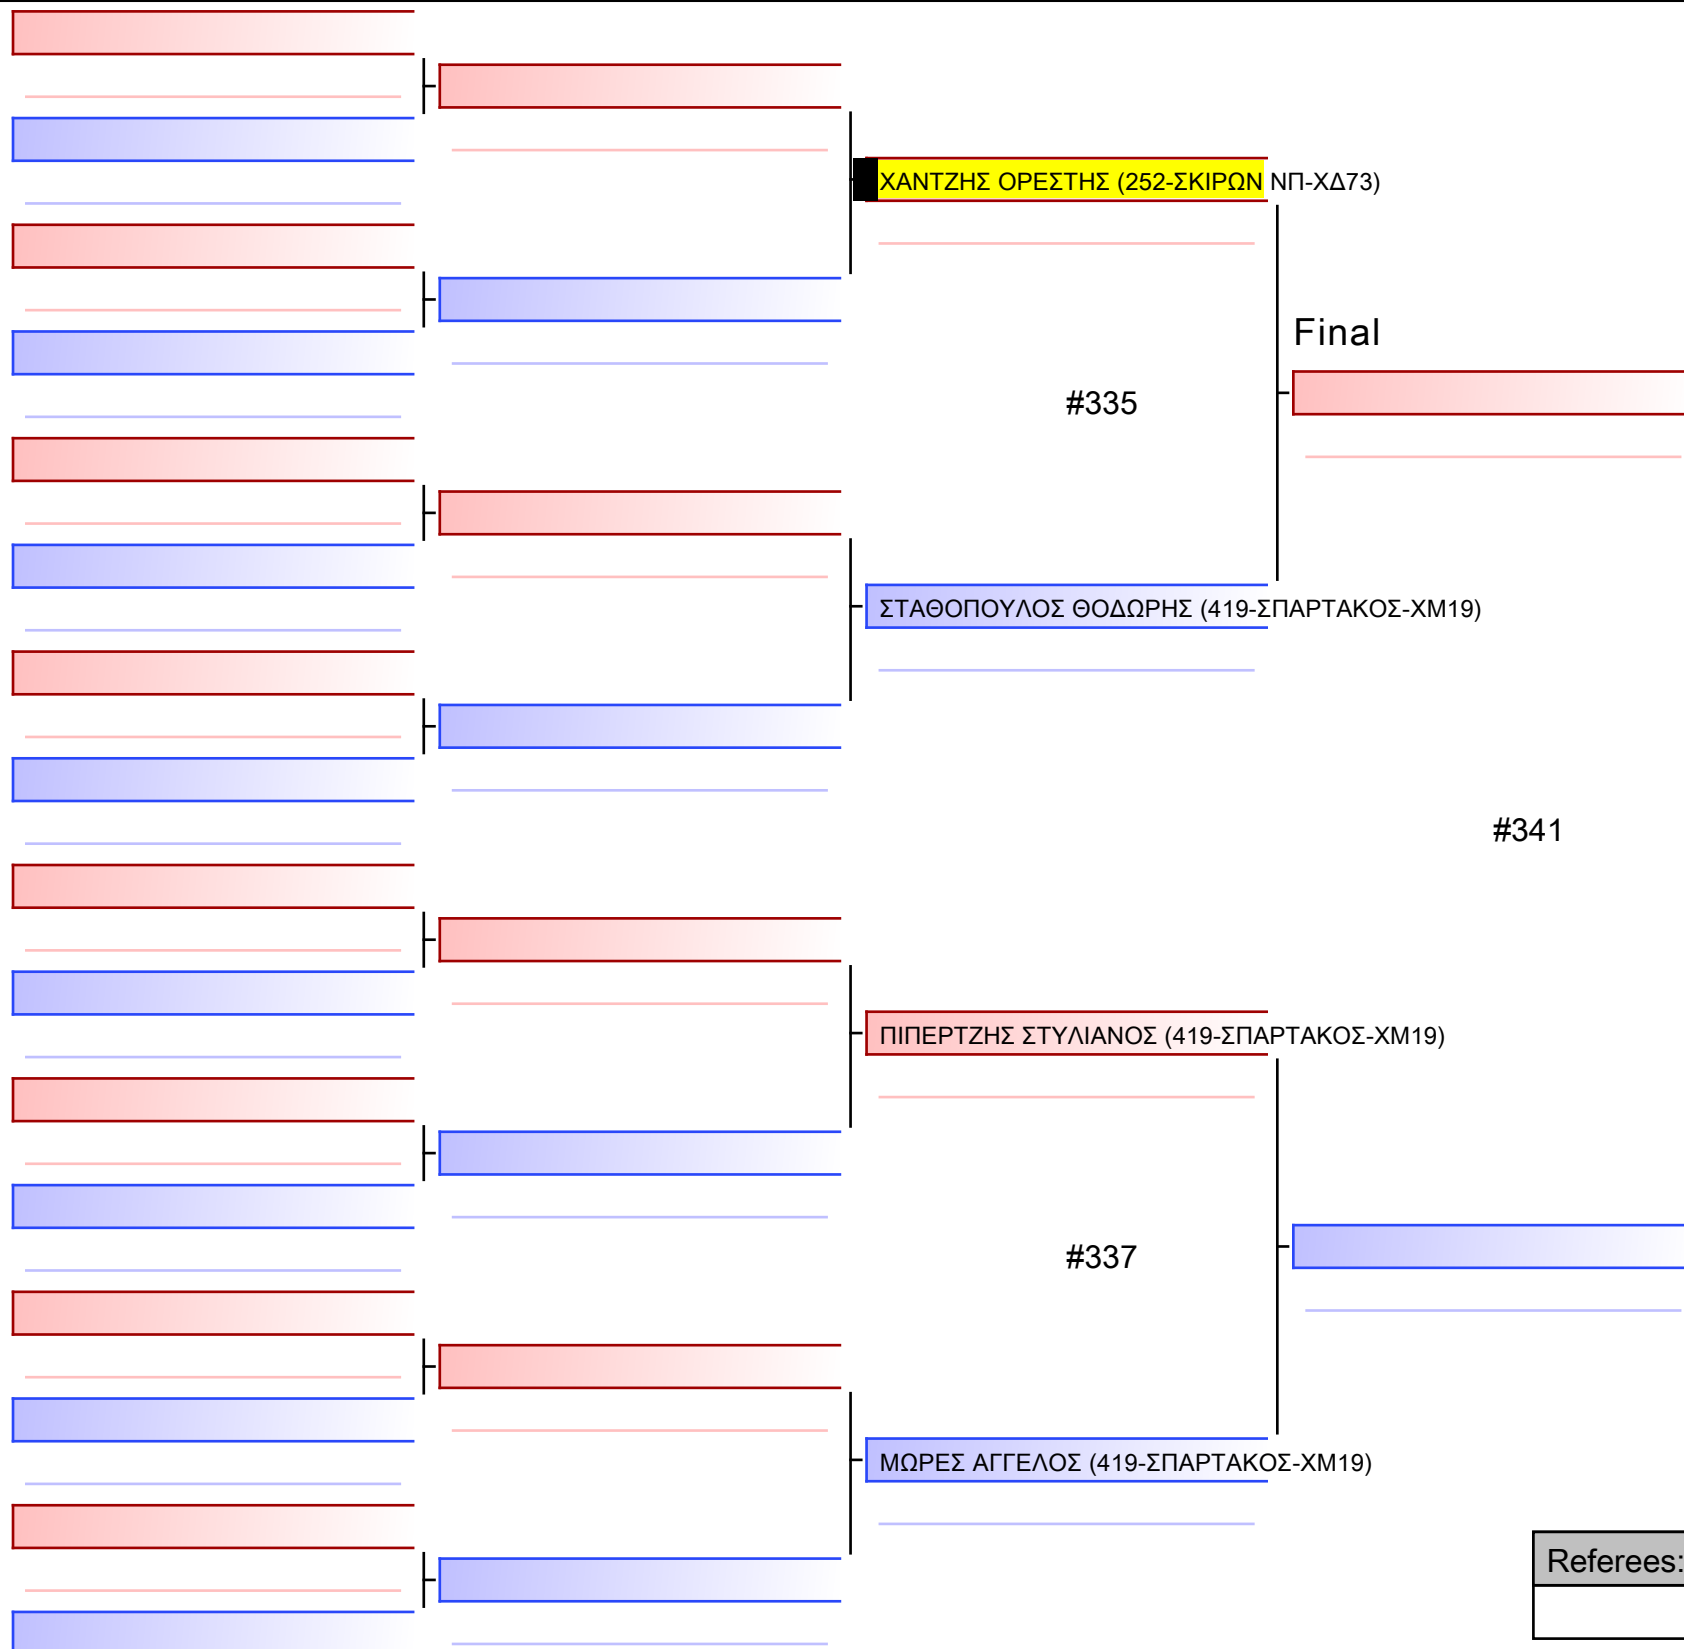 ΧΑΝΤΖΗΣ ΟΡΕΣΤΗΣ (252-ΣΚΙΡΩΝ ΝΠ-ΧΔ73)
Final
#335
ΣΤΑΘΟΠΟΥΛΟΣ ΘΟΔΩΡΗΣ (419-ΣΠΑΡΤΑΚΟΣ-ΧΜ19)
#341
ΠΙΠΕΡΤΖΗΣ ΣΤΥΛΙΑΝΟΣ (419-ΣΠΑΡΤΑΚΟΣ-ΧΜ19)
#337
ΜΩΡΕΣ ΑΓΓΕΛΟΣ (419-ΣΠΑΡΤΑΚΟΣ-ΧΜ19)
Referees: